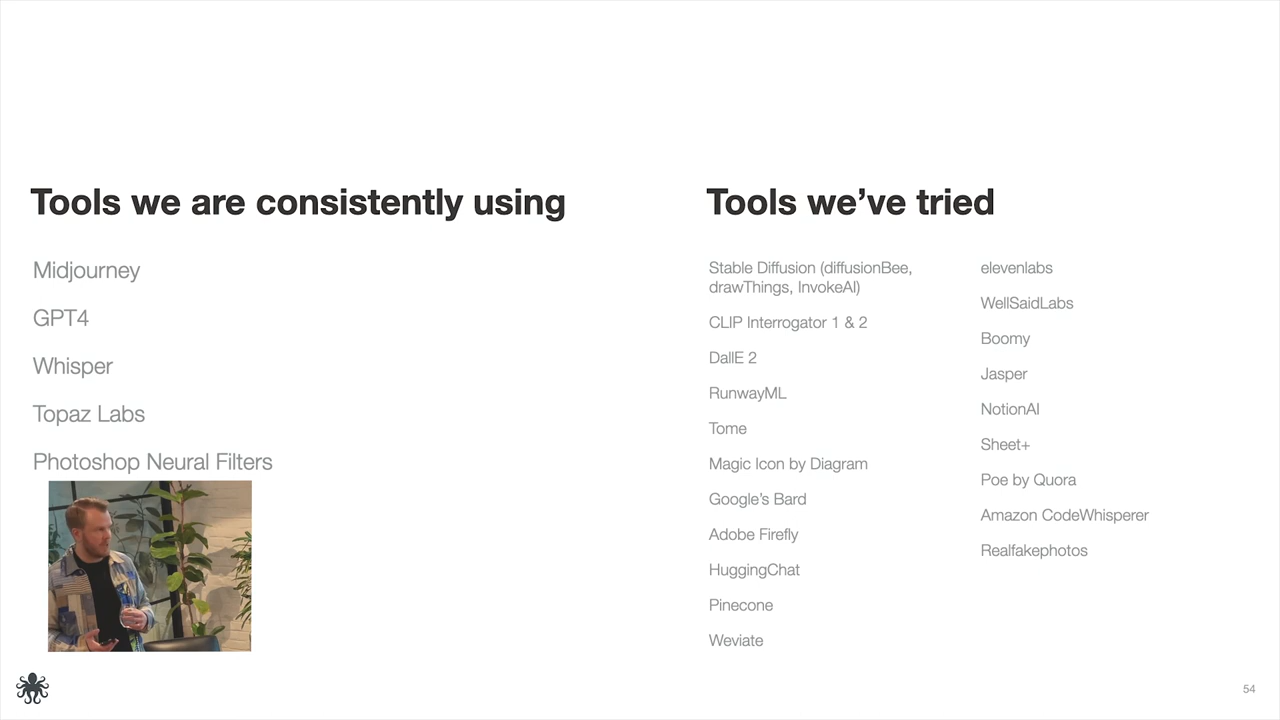 Tools we are consistently using
Midjourney
GPT4
Whisper
Topaz Labs
Photoshop Neural Filters
Tools we’ve tried
Stable Diffusion (diffusionBee,
drawThings, InvokeAI)
CLIP Interrogator 1 & 2
DallE 2
RunwayML
Tome
Magic Icon by Diagram
Google’s Bard
Adobe Firefly
HuggingChat
Pinecone
Weviate
elevenlabs
WellSaidLabs
Boomy
Jasper
NotionAI
Sheet+
Poe by Quora
Amazon CodeWhisperer
Realfakephotos
54